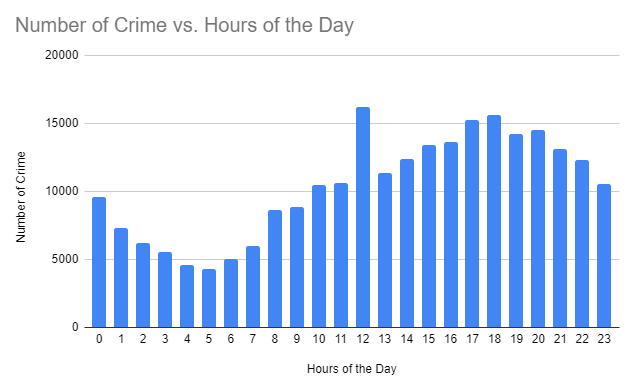 Number of Crime vs. Hours of the Day
20000
15000
10000
5000
0
Number of Crime
0 1 2 3 4 5 6 7 8 9 10 11 12 13 14 15 16 17 18 19 20 21 22 23
Hours of the Day